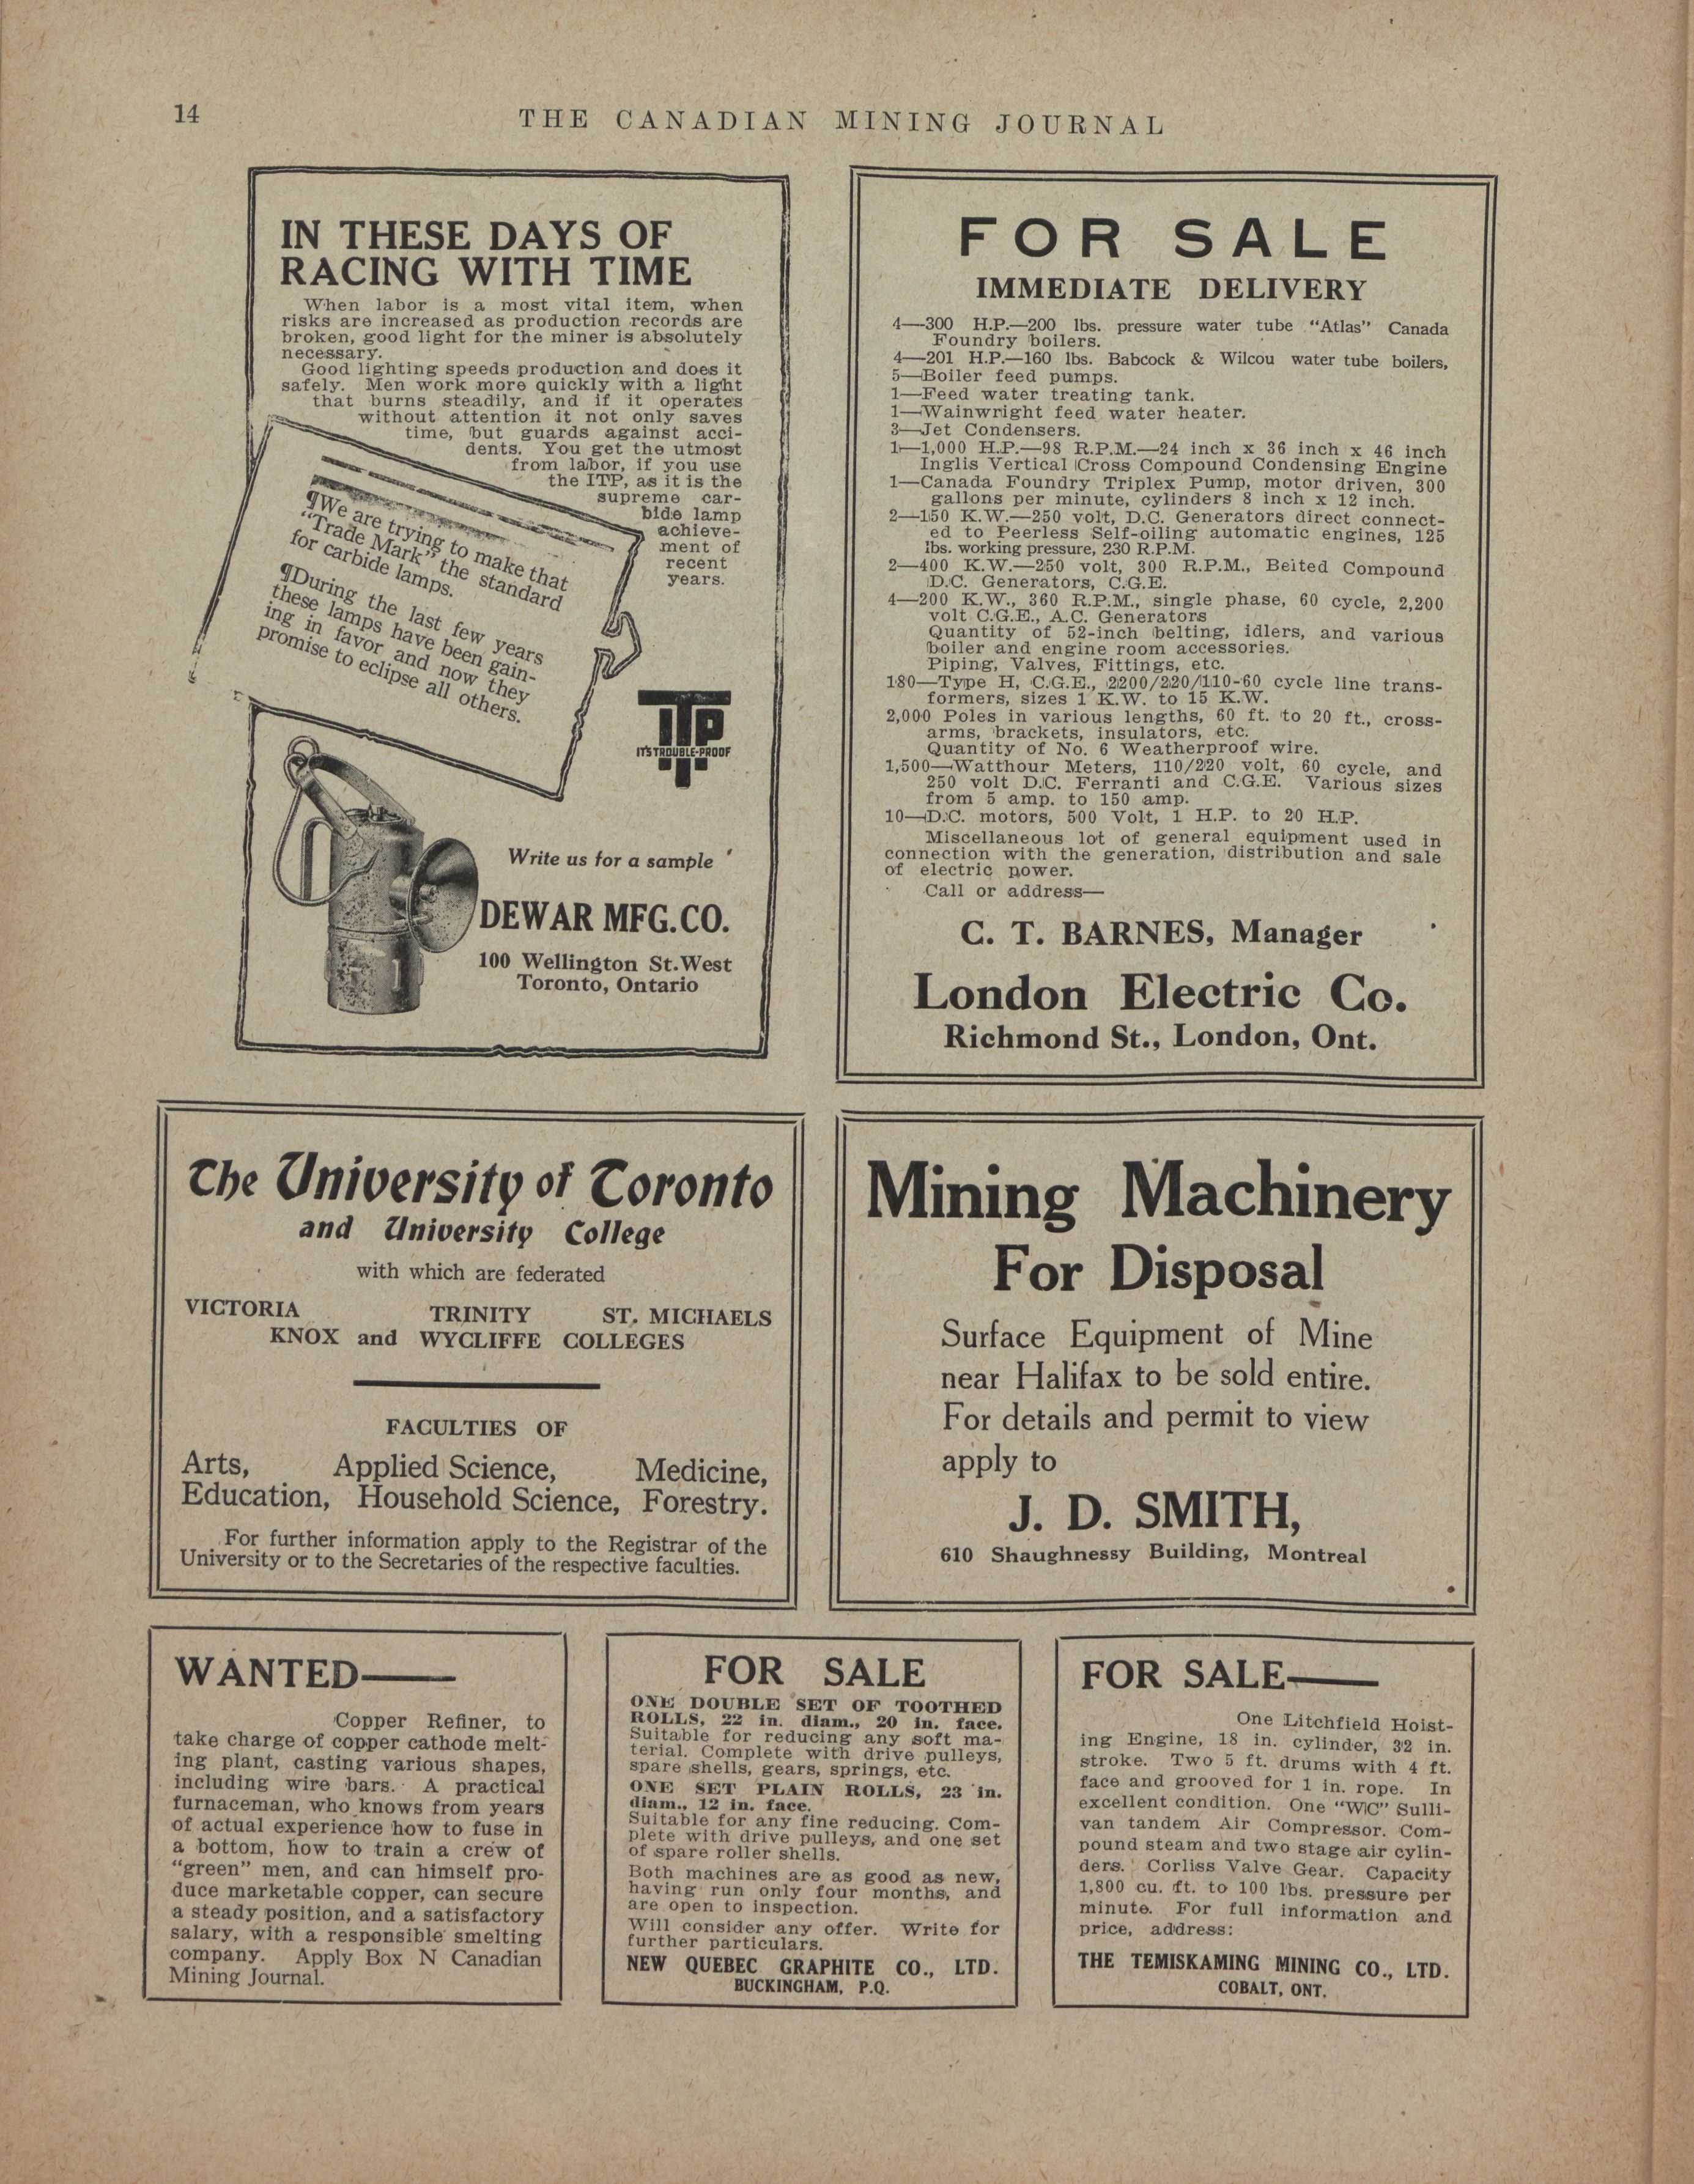 14
THE CANADIAN MINING JOURNAL
IN THESE DAYS OF
RACING WITH TIME
When labor is a most vital item, when
risks are increased as production records are
broken, good light for the miner is absolutely
necessary.
Good lighting speeds production and does it
safely. Men work more quickly with a light
that burns steadily, and if it operates
without attention it not only saves
time, but guards against acci-
dents. You get the utmost
from labor, if you use
the ITP, as it is the
supreme car-
bide lamp
achieve-
ment of
recent
years.
¶We are trying to make that
"Trade Mark" the standard
for carbide lamps.
¶During the last few years
these lamps have been gain-
ing in favor and now they
promise to eclipse all others.
ITP
IT'S TROUBLE-PROOF
Write us for a sample
DEWAR MFG. CO.
100 Wellington St. West
Toronto, Ontario
FOR SALE
IMMEDIATE DELIVERY
4—300 H.P.—200 lbs. pressure water tube "Atlas" Canada
Foundry boilers.
4—201 H.P.—160 lbs. Babcock & Wilcou water tube boilers,
5—Boiler feed pumps.
1—Feed water treating tank.
1—Wainwright feed water heater.
3—Jet Condensers.
1—1,000 H.P.—98 R.P.M.—24 inch x 36 inch x 46 inch
Inglis Vertical Cross Compound Condensing Engine
1—Canada Foundry Triplex Pump, motor driven, 300
gallons per minute, cylinders 8 inch x 12 inch.
2—150 K.W.—250 volt, D.C. Generators direct connect-
ed to Peerless Self-oiling automatic engines, 125
lbs. working pressure, 230 R.P.M.
2—400 K.W.—250 volt, 300 R.P.M., Belted Compound
D.C. Generators, C.G.E.
4—200 K.W., 360 R.P.M., single phase, 60 cycle, 2,200
volt C.G.E., A.C. Generators
Quantity of 52-inch belting, idlers, and various
boiler and engine room accessories.
Piping, Valves, Fittings, etc.
180—Type H, C.G.E., 2200/220/110-60 cycle line trans-
formers, sizes 1 K.W. to 15 K.W.
2,000 Poles in various lengths, 60 ft. to 20 ft., cross-
arms, brackets, insulators, etc.
Quantity of No. 6 Weatherproof wire.
1,500—Watthour Meters, 110/220 volt, 60 cycle, and
250 volt D.C. Ferranti and C.G.E. Various sizes
from 5 amp. to 150 amp.
10—D.C. motors, 500 Volt, 1 H.P. to 20 H.P.
Miscellaneous lot of general equipment used in
connection with the generation, distribution and sale
of electric power.
Call or address—
C. T. BARNES, Manager
London Electric Co.
Richmond St., London, Ont.
The University of Toronto
and University College
with which are federated
VICTORIA TRINITY ST. MICHAELS
KNOX and WYCLIFFE COLLEGES
FACULTIES OF
Arts, Applied Science, Medicine,
Education, Household Science, Forestry.
For further information apply to the Registrar of the
University or to the Secretaries of the respective faculties.
Mining Machinery
For Disposal
Surface Equipment of Mine
near Halifax to be sold entire.
For details and permit to view
apply to
J. D. SMITH,
610 Shaughnessy Building, Montreal
WANTED—
Copper Refiner, to
take charge of copper cathode melt-
ing plant, casting various shapes,
including wire bars. A practical
furnaceman, who knows from years
of actual experience how to fuse in
a bottom, how to train a crew of
"green" men, and can himself pro-
duce marketable copper, can secure
a steady position, and a satisfactory
salary, with a responsible smelting
company. Apply Box N Canadian
Mining Journal.
FOR SALE
ONE DOUBLE SET OF TOOTHED
ROLLS, 22 in. diam., 20 in. face.
Suitable for reducing any soft ma-
terial. Complete with drive pulleys,
spare shells, gears, springs, etc.
ONE SET PLAIN ROLLS, 23 in.
diam., 12 in. face.
Suitable for any fine reducing. Com-
plete with drive pulleys, and one set
of spare roller shells.
Both machines are as good as new,
having run only four months, and
are open to inspection.
Will consider any offer. Write for
further particulars.
NEW QUEBEC GRAPHITE CO., LTD.
BUCKINGHAM, P.Q.
FOR SALE—
One Litchfield Hoist-
ing Engine, 18 in. cylinder, 32 in.
stroke. Two 5 ft. drums with 4 ft.
face and grooved for 1 in. rope. In
excellent condition. One "WC" Sulli-
van tandem Air Compressor. Com-
pound steam and two stage air cylin-
ders. Corliss Valve Gear. Capacity
1,800 cu. ft. to 100 lbs. pressure per
minute. For full information and
price, address:
THE TEMISKAMING MINING CO., LTD.
COBALT, ONT.